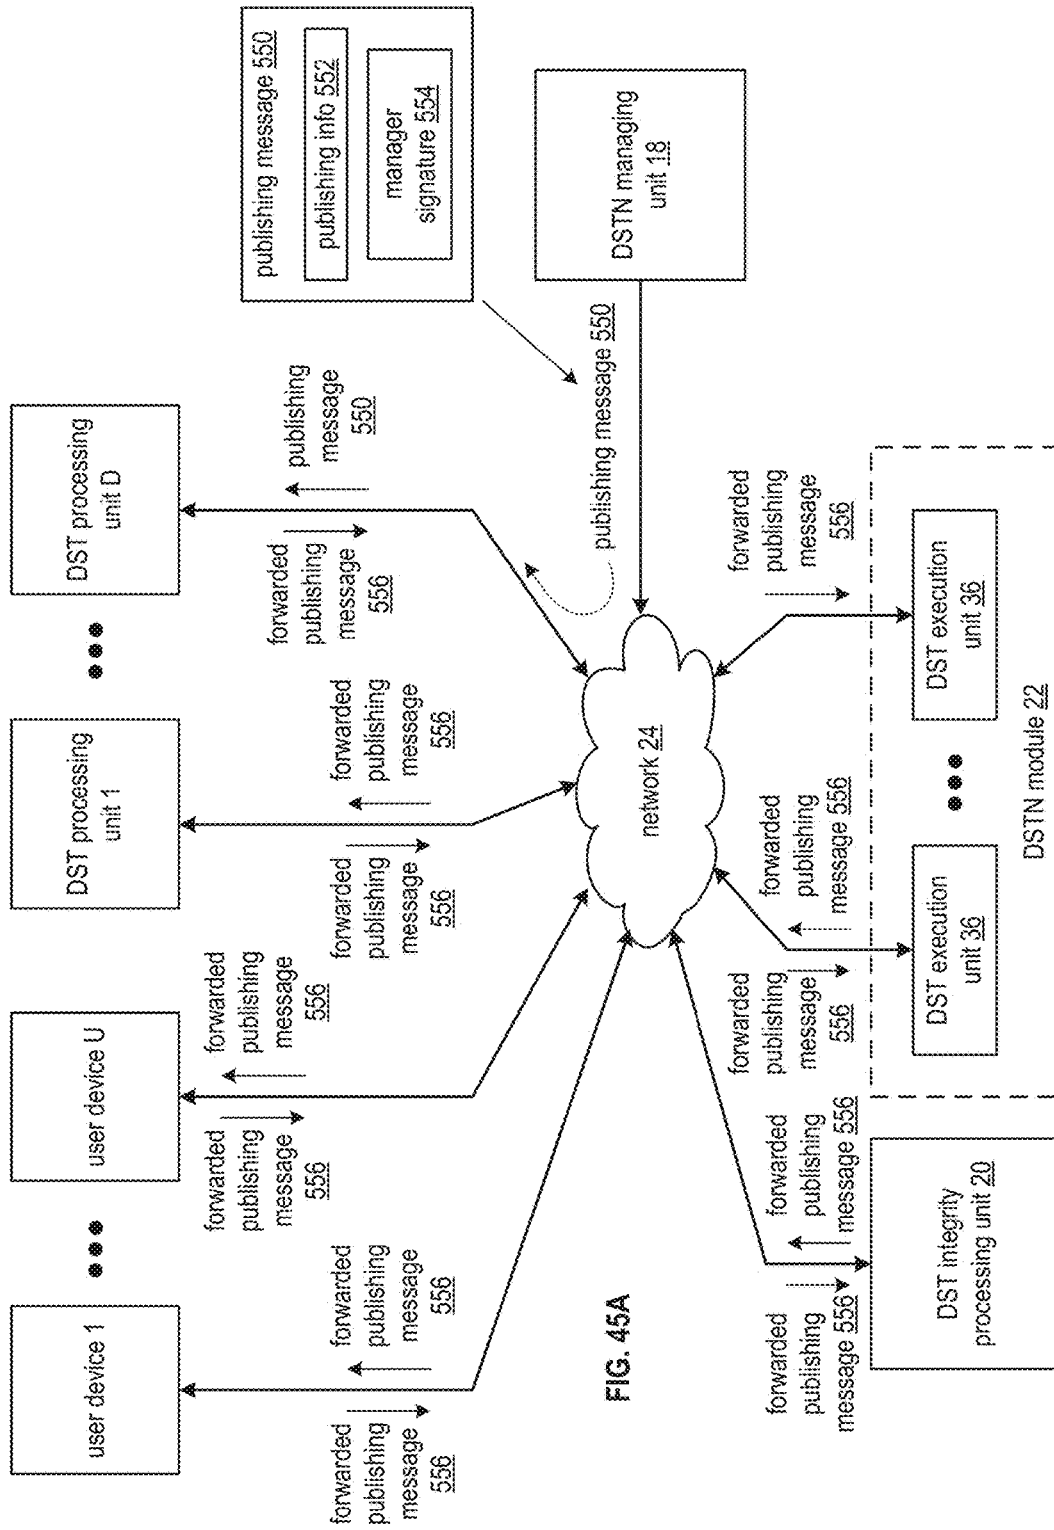 user device 1
user device U
DST processing
unit 1
DST processing
unit D
forwarded
publishing
message
556
forwarded
publishing
message
556
forwarded
publishing
message
556
forwarded
publishing
message
556
forwarded
publishing
message
556
forwarded
publishing
message
556
forwarded
publishing
message
556
publishing
message
550
publishing message 550
publishing info 552
manager
signature 554
publishing message 550
network 24
DSTN managing
unit 18
FIG. 45A
forwarded
publishing
message 556
forwarded
publishing
message 556
forwarded
publishing
message
556
forwarded
publishing
message 556
forwarded
publishing
message
556
DST integrity
processing unit 20
DST execution
unit 36
DST execution
unit 36
DSTN module 22